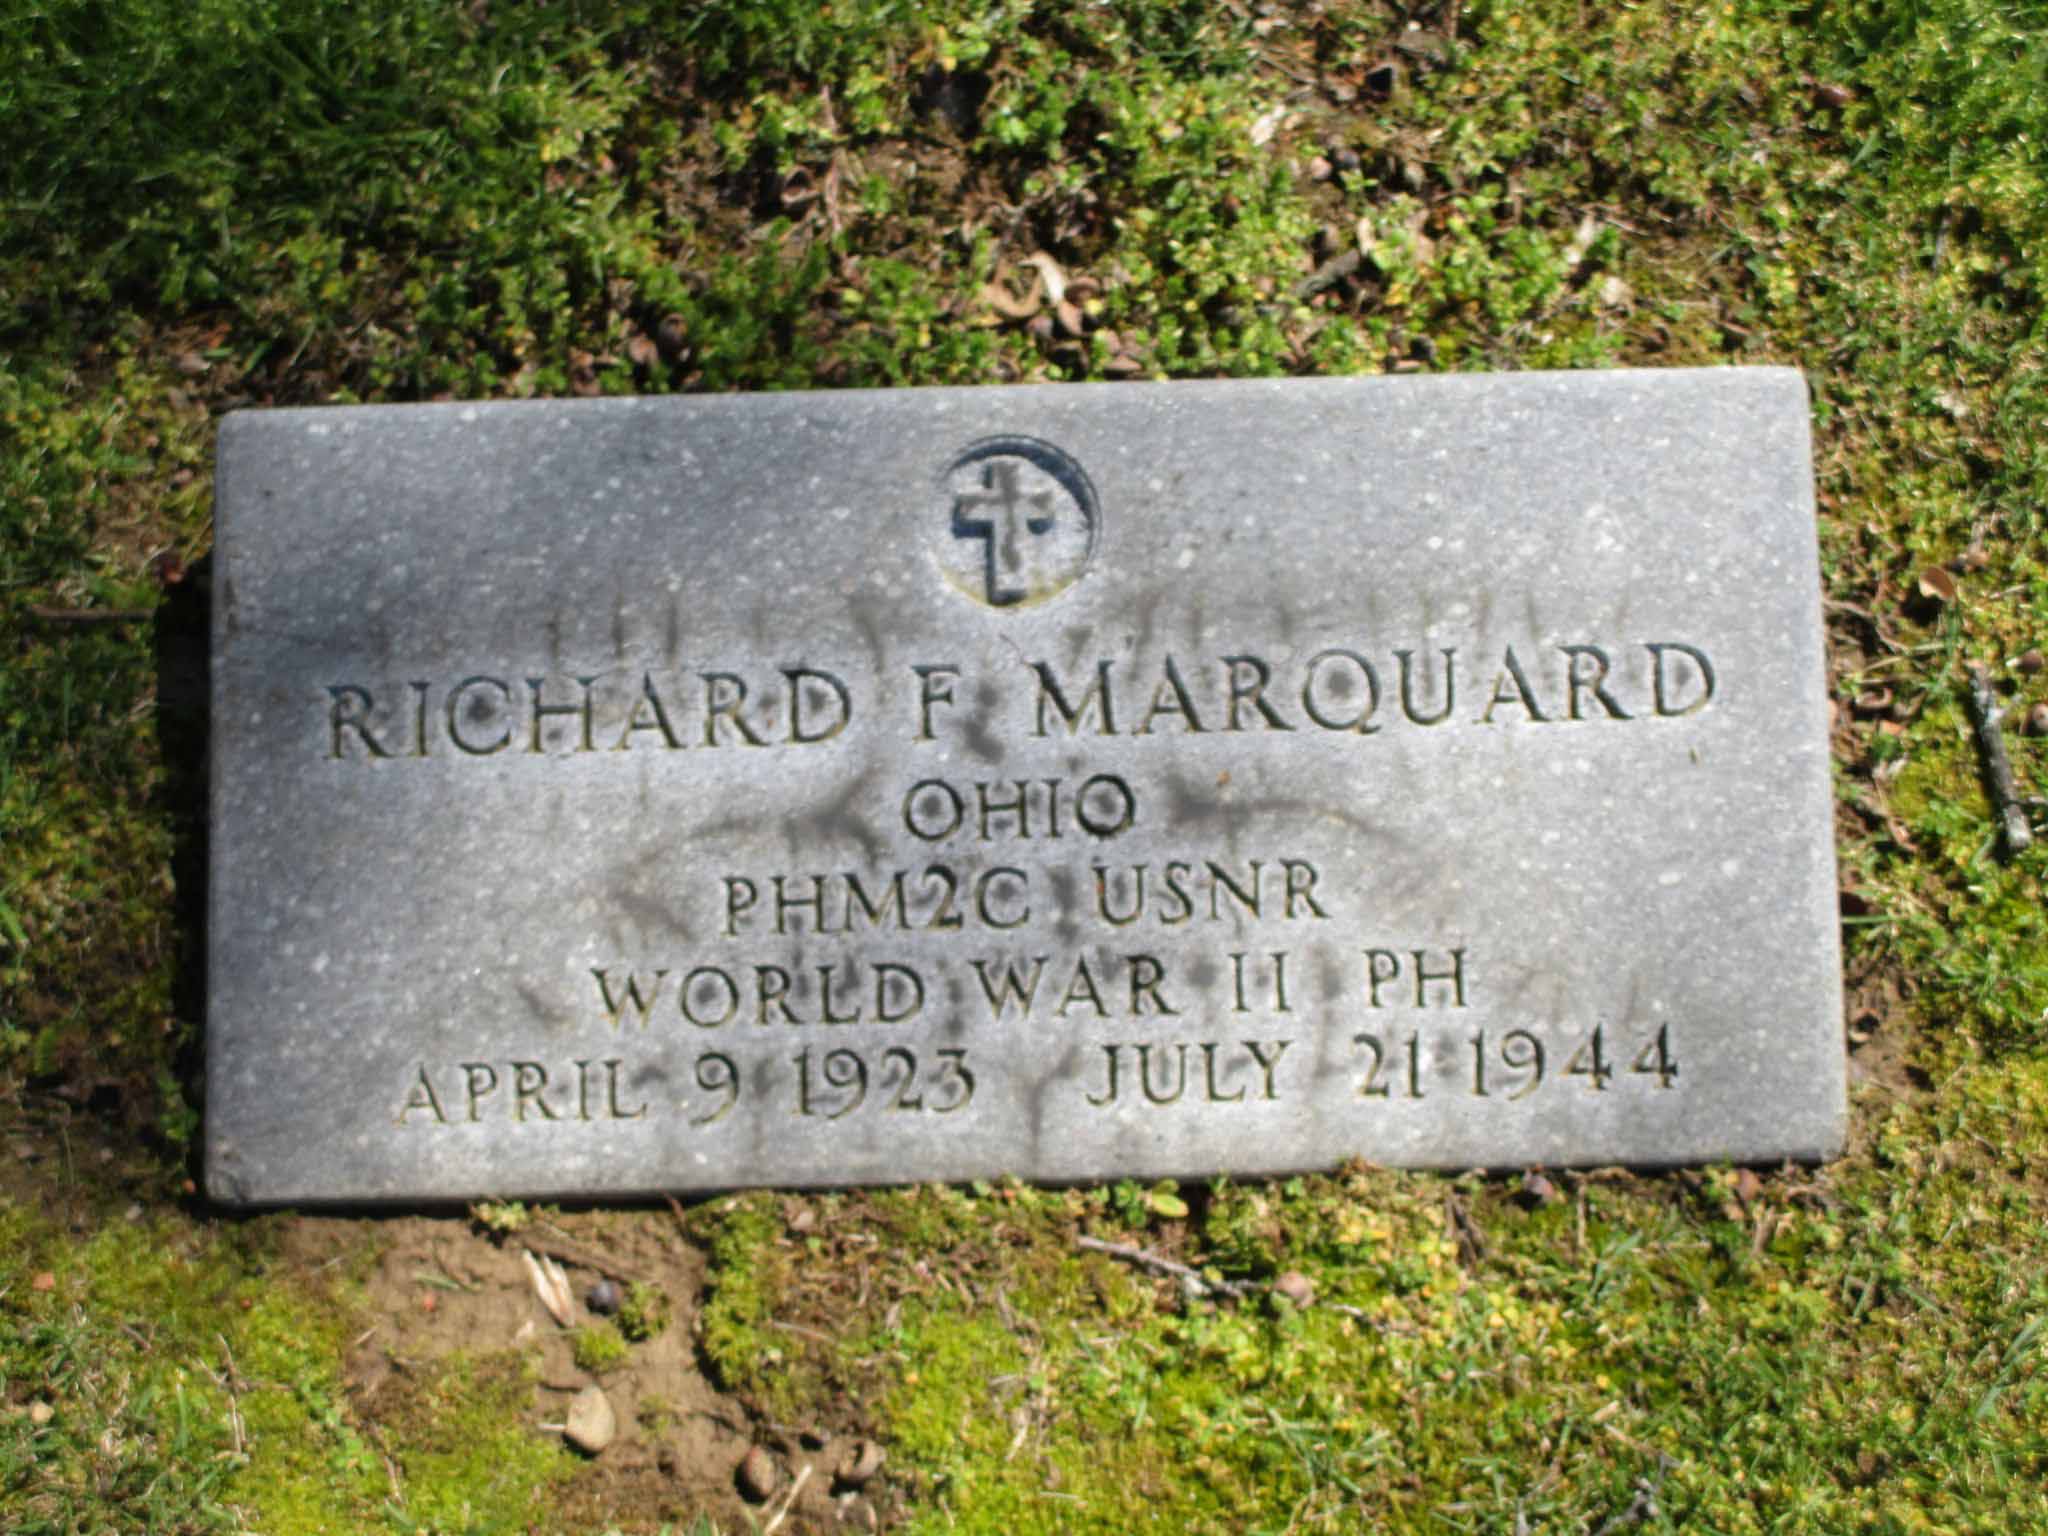 RICHARD F MARQUARD
OHIO
PHM2C USNR
WORLD WAR II PH
APRIL 9 1923 JULY 21 1944